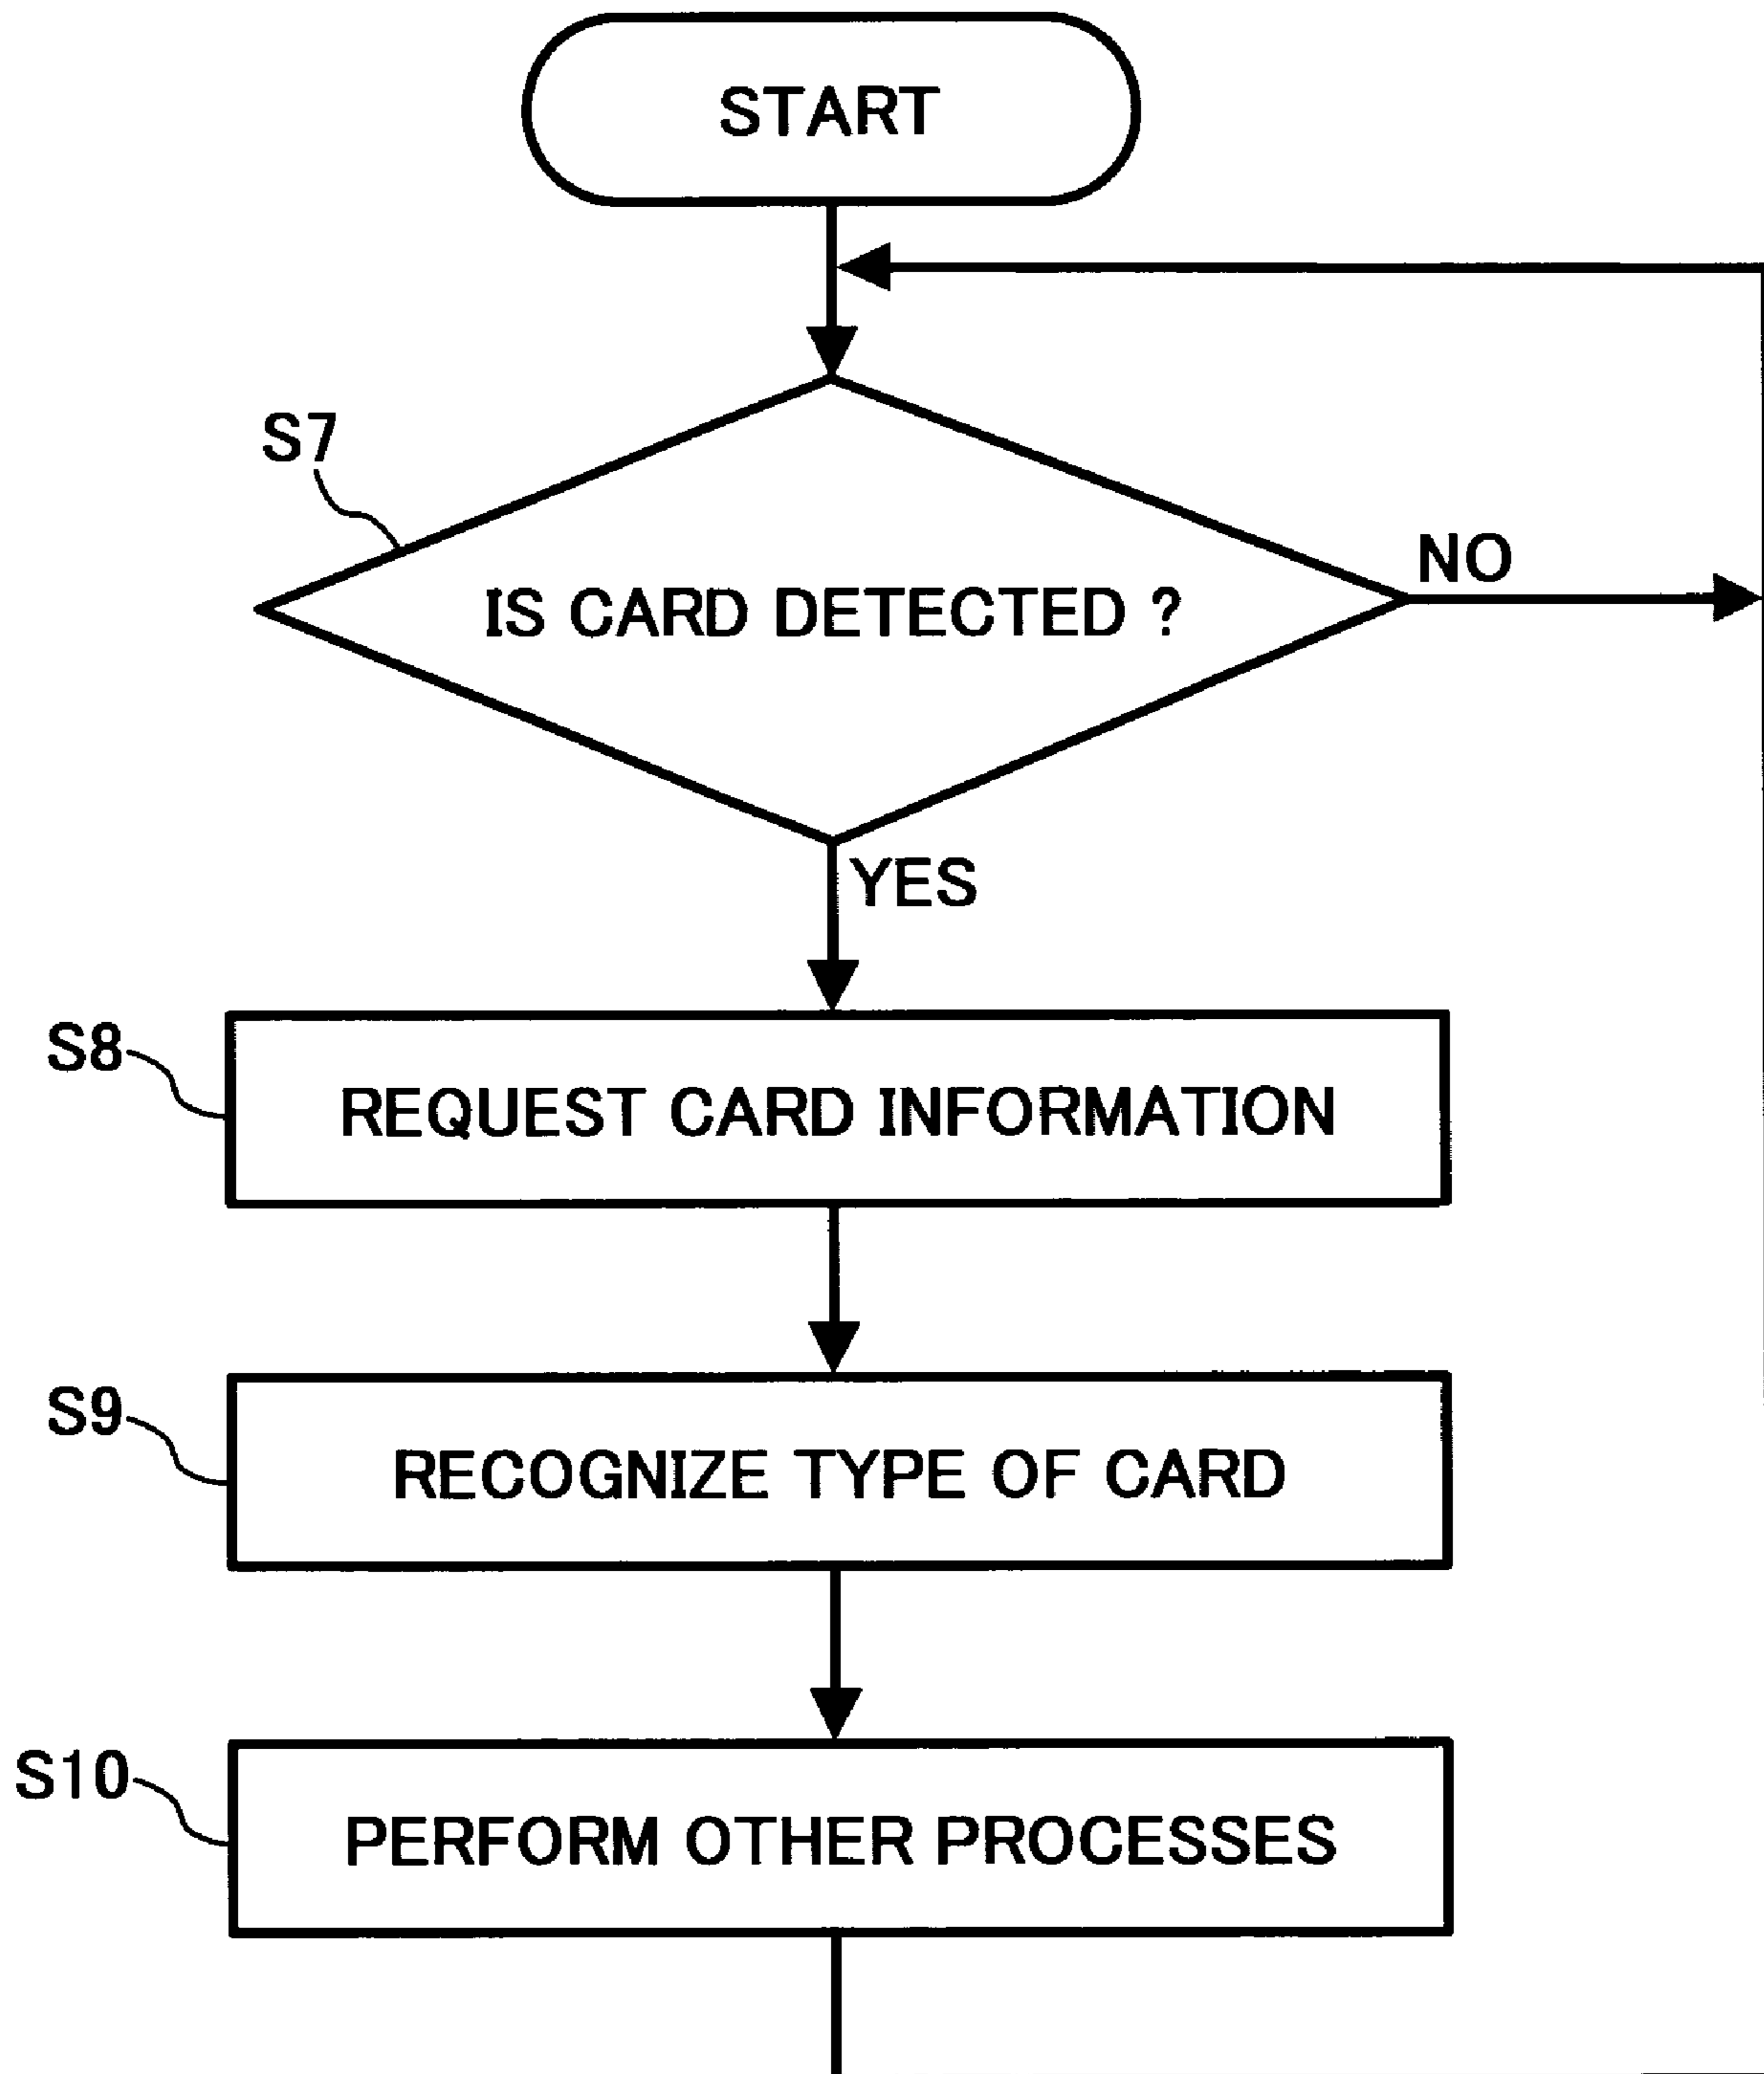 START
S7
IS CARD DETECTED ?
NO
YES
S8
REQUEST CARD INFORMATION
S9
RECOGNIZE TYPE OF CARD
S10
PERFORM OTHER PROCESSES